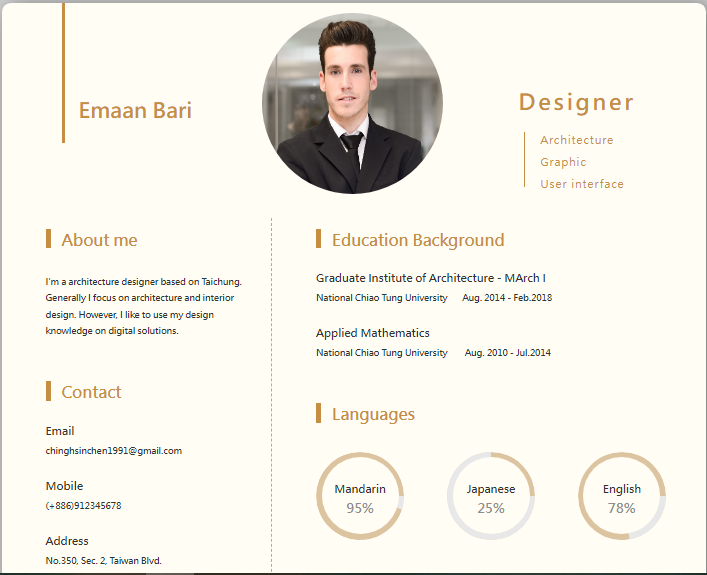 Emaan Bari
Designer
Architecture
Graphic
User interface
About me
I'm a architecture designer based on Taichung.
Generally I focus on architecture and interior
design. However, I like to use my design
knowledge on digital solutions.
Contact
Email
chinghsinchen1991@gmail.com
Mobile
(+886)912345678
Address
No.350, Sec. 2, Taiwan Blvd.
Education Background
Graduate Institute of Architecture - MArch I
National Chiao Tung University Aug. 2014 - Feb.2018
Applied Mathematics
National Chiao Tung University Aug. 2010 - Jul.2014
Languages
Mandarin
95%
Japanese
25%
English
78%